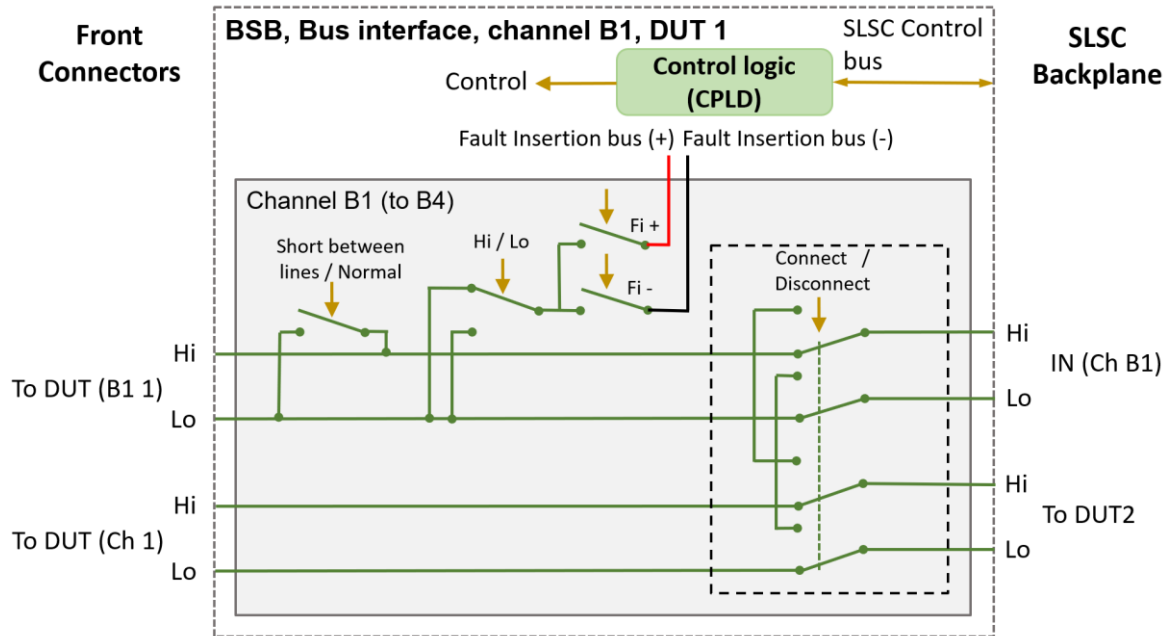 Front
Connectors
BSB, Bus interface, channel B1, DUT 1
SLSC Control
bus
SLSC
Backplane
Control
Control logic
(CPLD)
Fault Insertion bus (+)
Fault Insertion bus (-)
Channel B1 (to B4)
Short between
lines / Normal
Hi / Lo
Fi +
Fi -
Connect /
Disconnect
Hi
To DUT (B1 1)
Lo
Hi
IN (Ch B1)
Lo
Hi
To DUT (Ch 1)
Lo
Hi
To DUT2
Lo